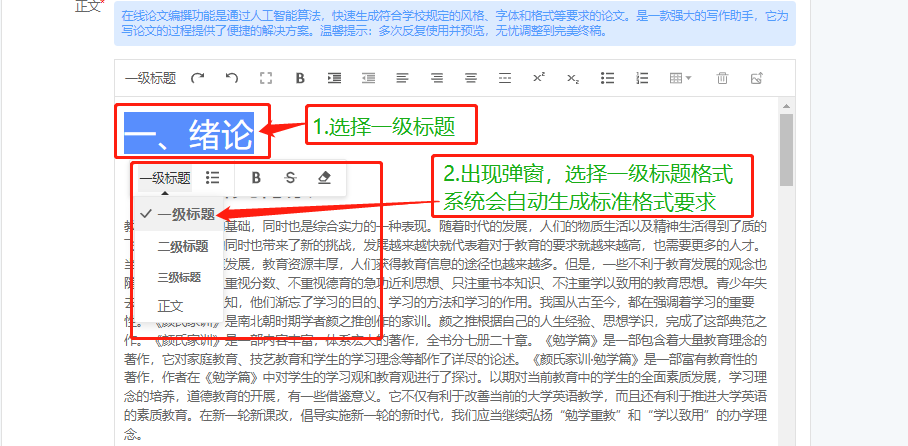 正文*
在线论文编撰功能是通过人工智能算法，快速生成符合学校规定的风格、字体和格式等要求的论文。是一款强大的写作助手，它为
写论文的过程提供了便捷的解决方案。温馨提示：多次反复使用并预览，无忧调整到完美终稿。
一级标题
一、绪论
1.选择一级标题
一级标题
2.出现弹窗，选择一级标题格式
系统会自动生成标准格式要求
一级标题
二级标题
三级标题
正文
基础，同时也是综合实力的一种表现。随着时代的发展，人们的物质生活以及精神生活得到了质的
同时也带来了新的挑战，发展越来越快就代表着对于教育的要求就越来越高，也需要更多的人才。
发展，教育资源丰厚，人们获得教育信息的途径也越来越多。但是，一些不利于教育发展的观念也
重视分数、不重视德育的急功近利思想、只注重书本知识、不注重学以致用的教育思想。青少年失
去 知，他们渐忘了学习的目的、学习的方法和学习的作用。我国从古至今，都在强调着学习的重要
性。《颜氏家训》是南北朝时期学者颜之推创作的家训。颜之推根据自己的人生经验、思想学识，完成了这部典范之
作。《颜氏家训》是一部内容丰富，体系宏大的著作，全书分七册二十章。《勉学篇》是一部包含着大量教育理念的
著作，它对家庭教育、技艺教育和学生的学习理念等都作了详尽的论述。《颜氏家训·勉学篇》是一部富有教育性的
著作，作者在《勉学篇》中对学生的学习观和教育观进行了探讨。以期对当前教育中的学生的全面素质发展，学习理
念的培养，道德教育的开展，有一些借鉴意义。它不仅有利于改善当前的大学英语教学，而且还有利于推进大学英语
的素质教育。在新一轮新课改，倡导实施新一轮的新时代，我们应当继续弘扬“勉学重教”和“学以致用”的办学理
念。